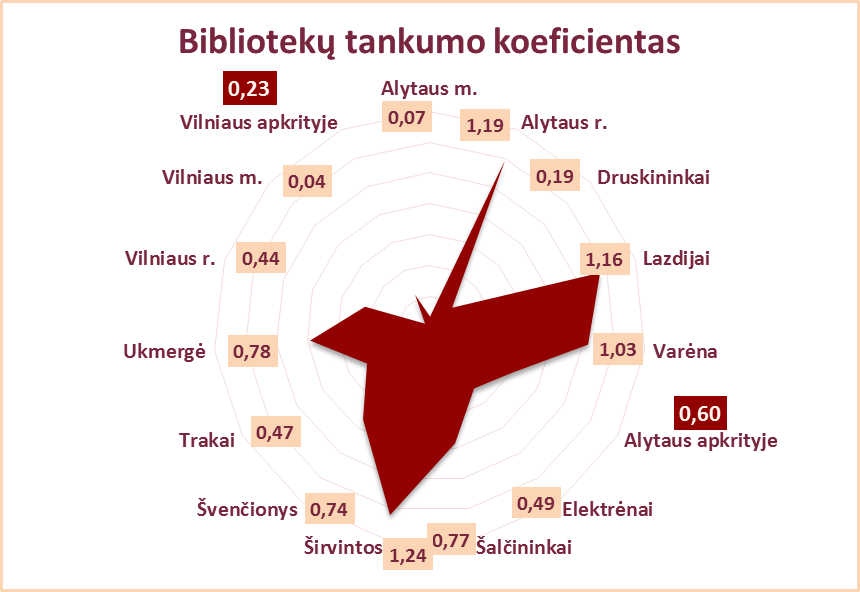 Bibliotekų tankumo koeficientas
Alytaus m.
0,07
Alytaus r.
1,19
Druskininkai
0,19
Lazdijai
1,16
Varėna
1,03
Alytaus apkrityje
0,60
Elektrėnai
0,49
Šalčininkai
0,77
Širvintos
1,24
Švenčionys
0,74
Trakai
0,47
Ukmergė
0,78
Vilniaus r.
0,44
Vilniaus m.
0,04
Vilniaus apkrityje
0,23